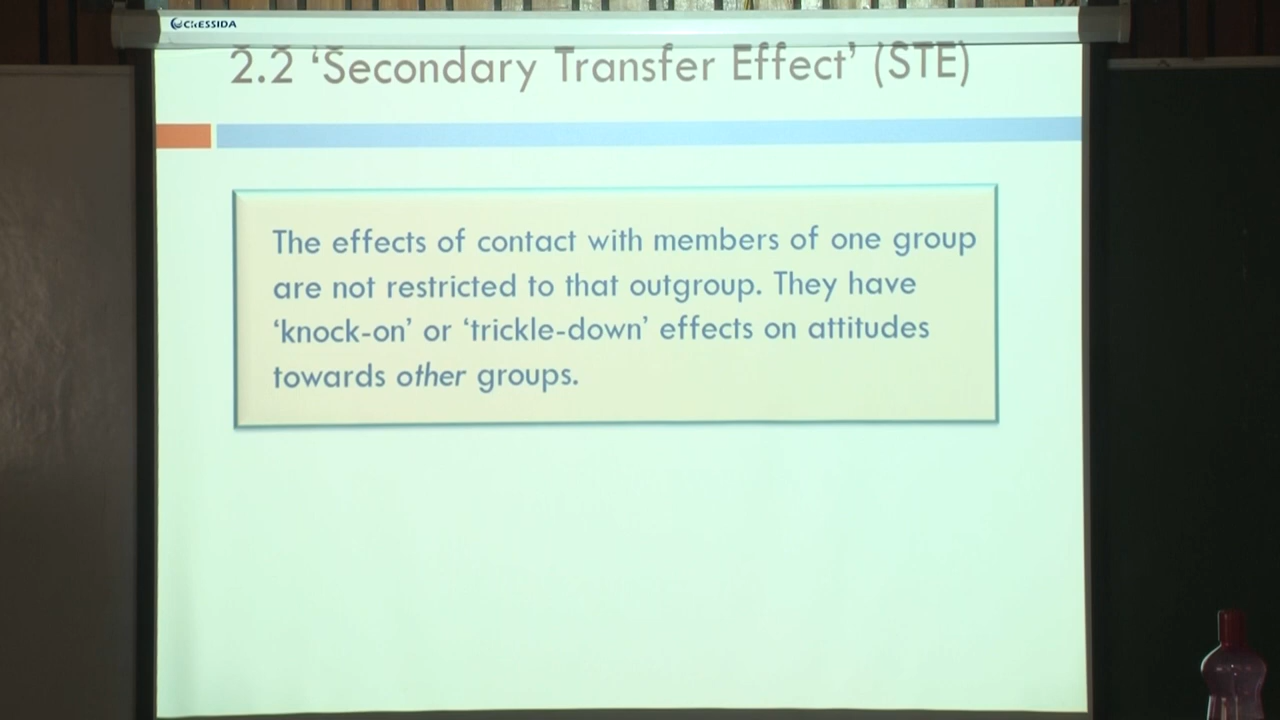 CRESSIDA
2.2 ‘Secondary Transfer Effect’ (STE)
The effects of contact with members of one group
are not restricted to that outgroup. They have
‘knock-on’ or ‘trickle-down’ effects on attitudes
towards other groups.